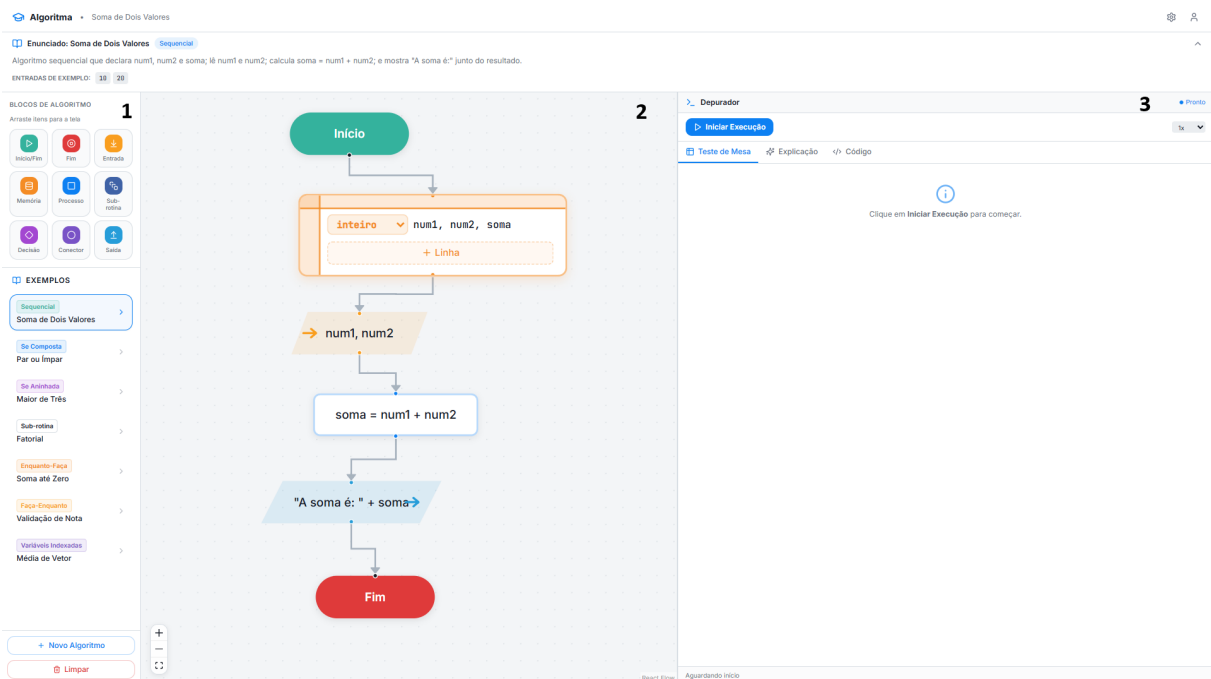 Algoritma • Soma de Dois Valores
Enunciado: Soma de Dois Valores Sequencial
Algoritmo sequencial que declara num1, num2 e soma; lê num1 e num2; calcula soma = num1 + num2; e mostra "A soma é:" junto do resultado.
ENTRADAS DE EXEMPLO: 10 20
BLOCOS DE ALGORITMO 1
Arraste itens para a tela
Início/Fim Fim Entrada
Memória Processo Sub-rotina
Decisão Conector Saída
EXEMPLOS
Sequencial
Soma de Dois Valores
Se Composta
Par ou Ímpar
Se Aninhada
Maior de Três
Sub-rotina
Fatorial
Enquanto-Faça
Soma até Zero
Faça-Enquanto
Validação de Nota
Variáveis Indexadas
Média de Vetor
+ Novo Algoritmo
Limpar
2
Início
inteiro num1, num2, soma
+ Linha
num1, num2
soma = num1 + num2
"A soma é: " + soma
Fim
React Flow
Depurador 3 Pronto
Iniciar Execução 1x
Teste de Mesa Explicação </> Código
Clique em Iniciar Execução para começar.
Aguardando início